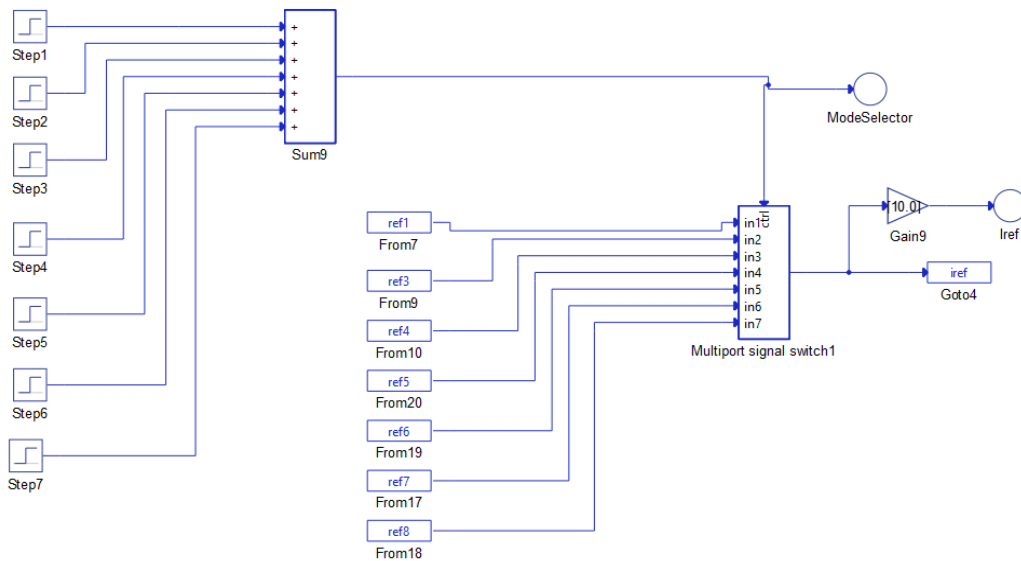 Step1
Step2
Step3
Step4
Step5
Step6
Step7
+
+
+
+
+
+
+
Sum9
ModeSelector
ref1
From7
ref3
From9
ref4
From10
ref5
From20
ref6
From19
ref7
From17
ref8
From18
ctrl
in1
in2
in3
in4
in5
in6
in7
Multiport signal switch1
[10.0]
Gain9
Iref
iref
Goto4